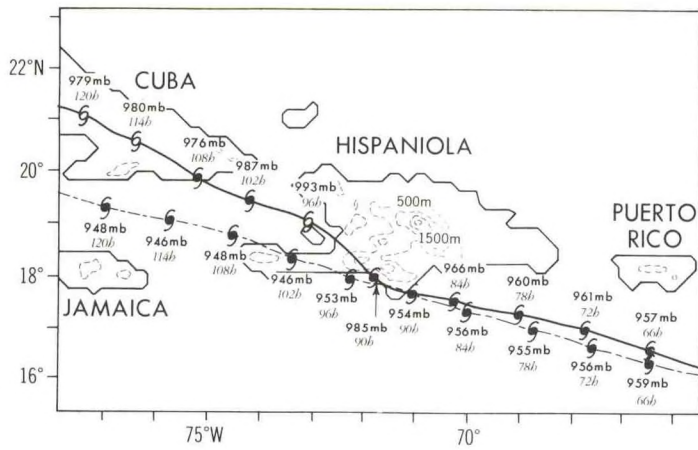 22°N
20°
18°
16°
75°W
70°
CUBA
HISPANIOLA
PUERTO
RICO
JAMAICA
500m
1500m
979mb
120h
980mb
114h
976mb
108h
987mb
102h
993mb
96h
985mb
90h
966mb
84h
960mb
78h
961mb
72h
957mb
66h
948mb
120h
946mb
114h
948mb
108h
946mb
102h
953mb
96h
954mb
90h
956mb
84h
955mb
78h
956mb
72h
959mb
66h